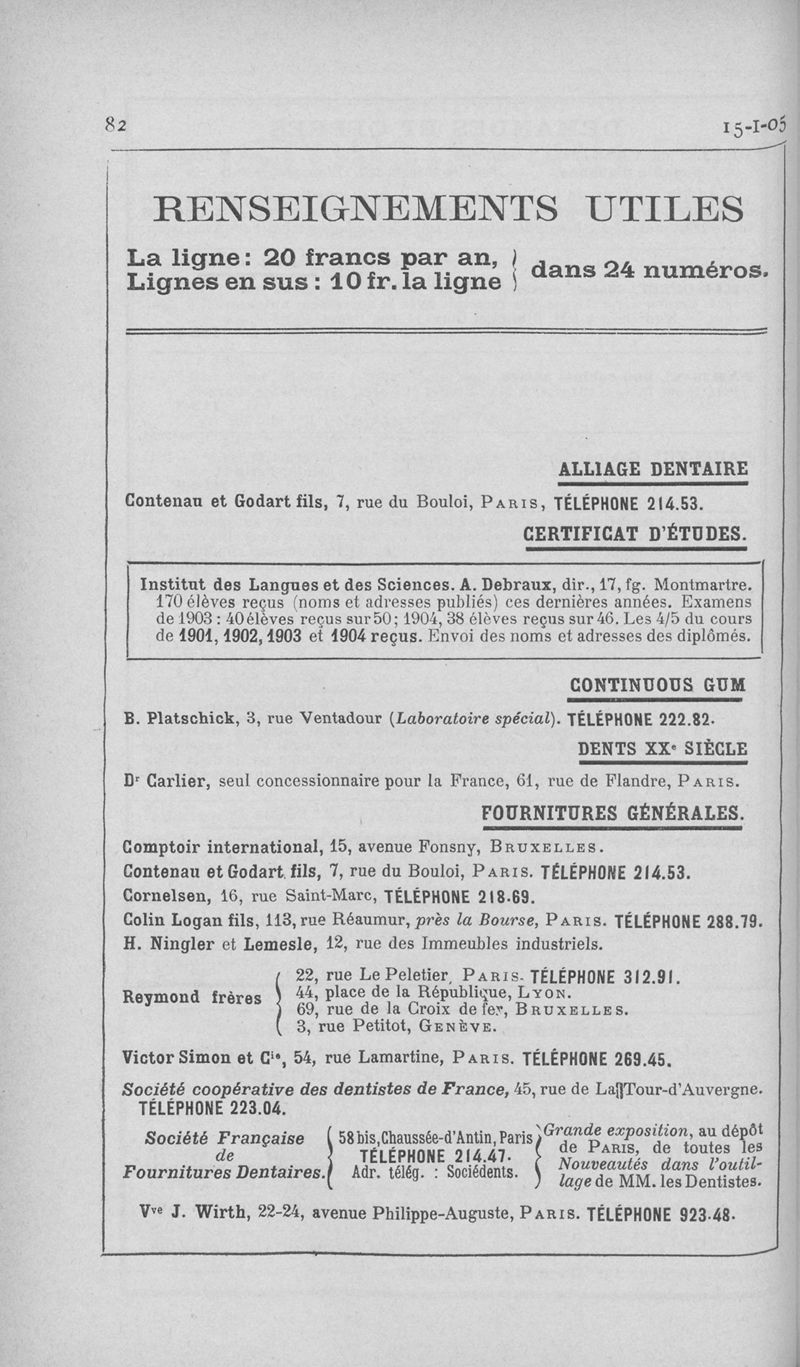 82 15-1-05
RENSEIGNEMENTS UTILES
La ligne: 20 francs par an, } dans 24 numéros.
Lignes en sus : 10 fr. la ligne
ALLIAGE DENTAIRE
Contenau et Godart fils, 7, rue du Bouloi, PARIS, TÉLÉPHONE 214.53.
CERTIFICAT D'ÉTUDES.
Institut des Langues et des Sciences. A. Debraux, dir., 17, fg. Montmartre.
170 élèves reçus (noms et adresses publiés) ces dernières années. Examens
de 1903 : 40 élèves reçus sur 50; 1904, 38 élèves reçus sur 46. Les 4/5 du cours
de 1901, 1902, 1903 et 1904 reçus. Envoi des noms et adresses des diplômés.
CONTINUOUS GUM
B. Platschick, 3, rue Ventadour (Laboratoire spécial). TÉLÉPHONE 222.82.
DENTS XXe SIÈCLE
Dr Carlier, seul concessionnaire pour la France, 61, rue de Flandre, PARIS.
FOURNITURES GÉNÉRALES.
Comptoir international, 15, avenue Fonsny, BRUXELLES.
Contenau et Godart fils, 7, rue du Bouloi, PARIS. TÉLÉPHONE 214.53.
Cornelsen, 16, rue Saint-Marc, TÉLÉPHONE 218.69.
Colin Logan fils, 113, rue Réaumur, près la Bourse, PARIS. TÉLÉPHONE 288.79.
H. Ningler et Lemesle, 12, rue des Immeubles industriels.
Reymond frères
22, rue Le Peletier, PARIS. TÉLÉPHONE 312.91.
44, place de la République, LYON.
69, rue de la Croix de fer, BRUXELLES.
3, rue Petitot, GENÈVE.
Victor Simon et Cie, 54, rue Lamartine, PARIS. TÉLÉPHONE 269.45.
Société coopérative des dentistes de France, 45, rue de La Tour-d'Auvergne.
TÉLÉPHONE 223.04.
Société Française
de
Fournitures Dentaires.
58 bis, Chaussée-d'Antin, Paris
TÉLÉPHONE 214.47.
Adr. télég. : Sociédents.
Grande exposition, au dépôt
de PARIS, de toutes les
Nouveautés dans l'outil-
lage de MM. les Dentistes.
Vve J. Wirth, 22-24, avenue Philippe-Auguste, PARIS. TÉLÉPHONE 923.48.